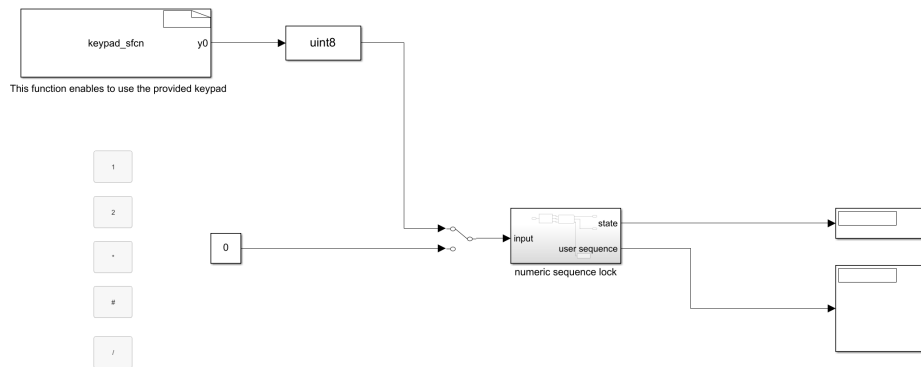 keypad_sfcn
y0
uint8
This function enables to use the provided keypad
1
2
*
#
/
0
input
state
user sequence
numeric sequence lock